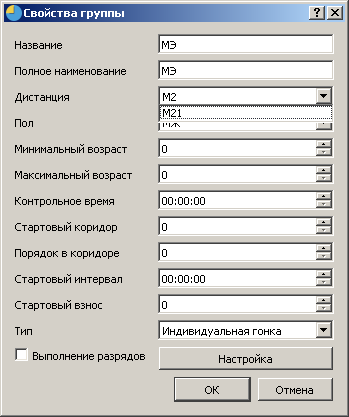 Свойства группы
Название МЭ
Полное наименование МЭ
Дистанция М2
М21
Пол
Минимальный возраст 0
Максимальный возраст 0
Контрольное время 00:00:00
Стартовый коридор 0
Порядок в коридоре 0
Стартовый интервал 00:00:00
Стартовый взнос 0
Тип Индивидуальная гонка
Выполнение разрядов Настройка
OK Отмена